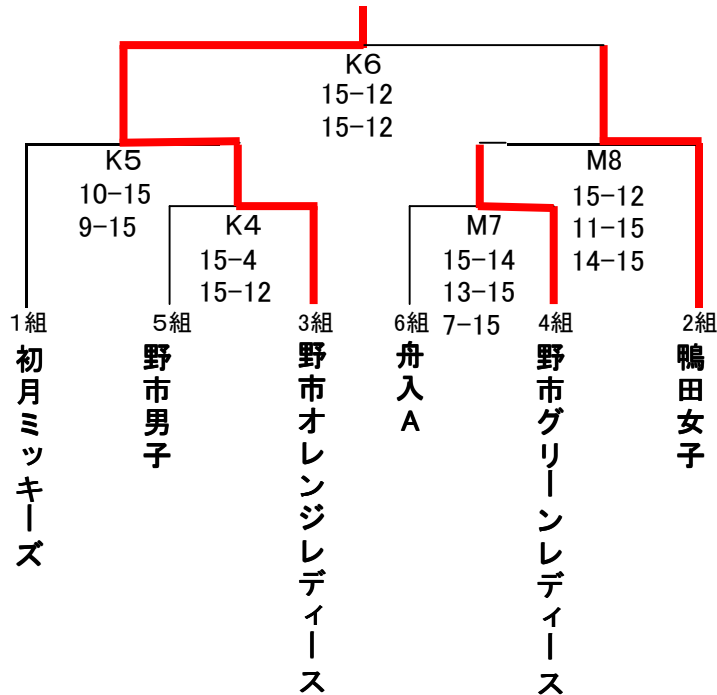 K6
15-12
15-12
K5
10-15
9-15
M8
15-12
11-15
14-15
K4
15-4
15-12
M7
15-14
13-15
7-15
1組
5組
3組
6組
4組
2組
初月ミッキーズ
野市男子
野市オレンジレディース
舟入A
野市グリーンレディース
鴨田女子